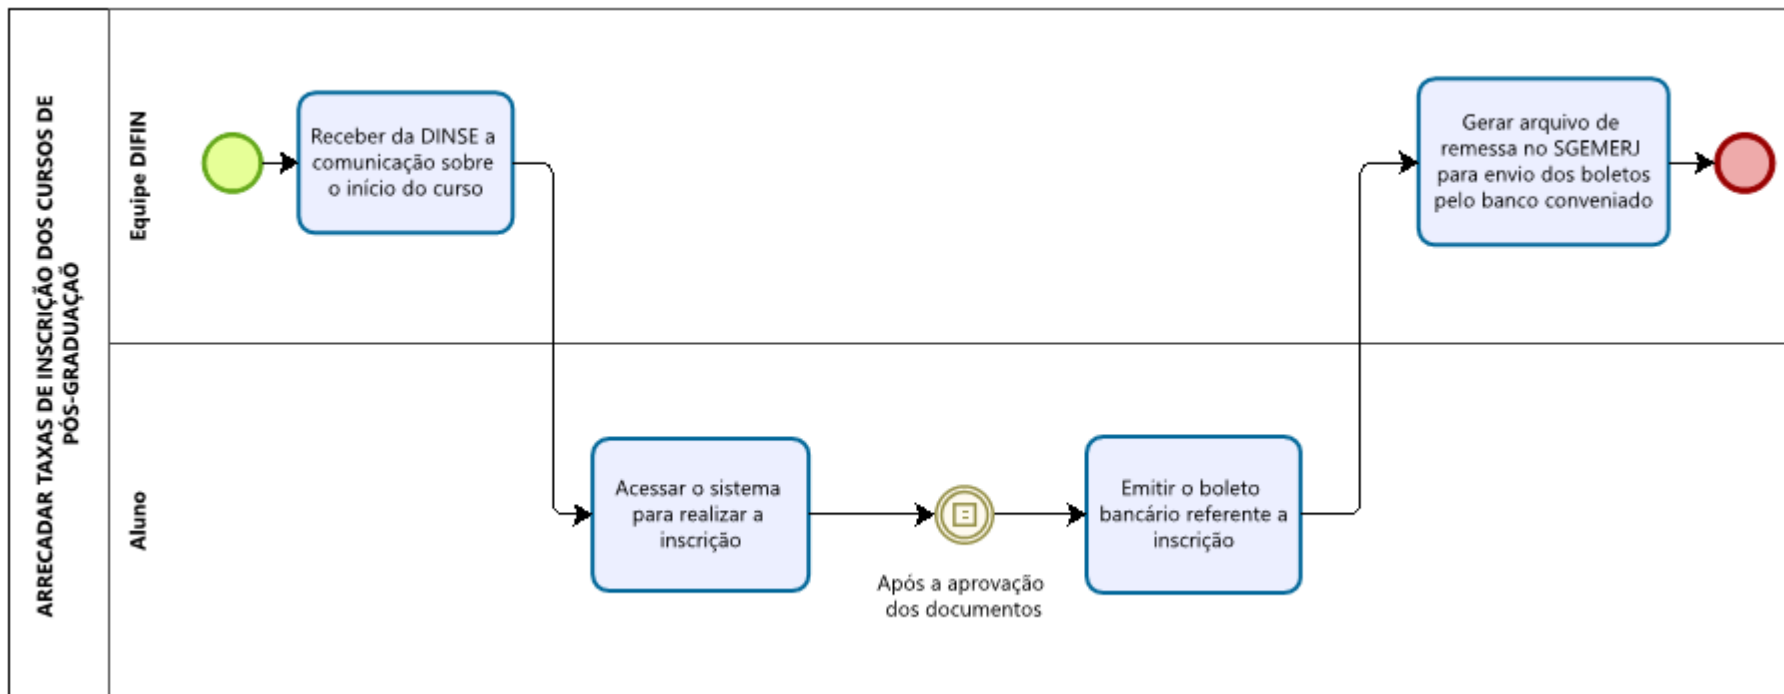 ARRECADAR TAXAS DE INSCRIÇÃO DOS CURSOS DE
PÓS-GRADUAÇÃO
Equipe DIFIN
Receber da DINSE a
comunicação sobre
o início do curso
Gerar arquivo de
remessa no SGEMERJ
para envio dos boletos
pelo banco conveniado
Aluno
Acessar o sistema
para realizar a
inscrição
Após a aprovação
dos documentos
Emitir o boleto
bancário referente a
inscrição